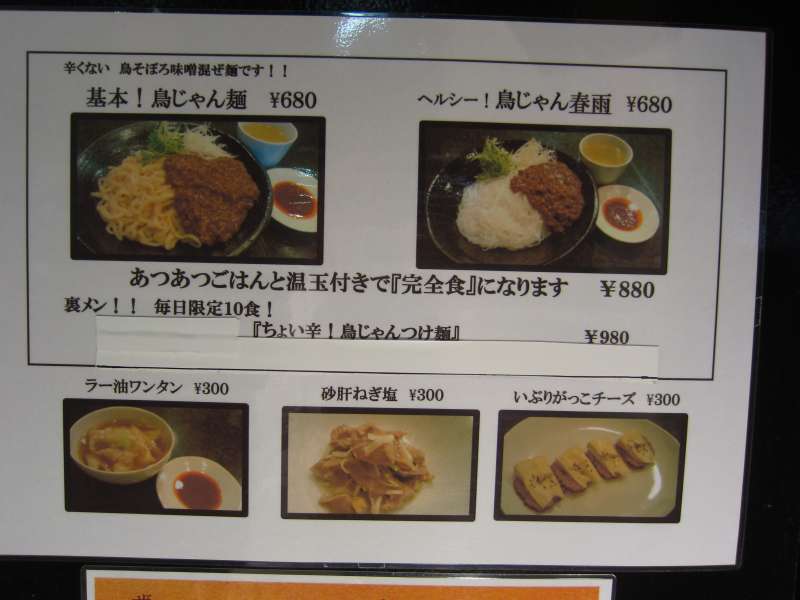 辛くない　鳥そぼろ味噌混ぜ麺です！！
基本！鳥じゃん麺　¥680
ヘルシー！鳥じゃん春雨　¥680
あつあつごはんと温玉付きで『完全食』になります　¥880
裏メン！！　毎日限定10食！
『ちょい辛！鳥じゃんつけ麺』　¥980
ラー油ワンタン　¥300
砂肝ねぎ塩　¥300
いぶりがっこチーズ　¥300